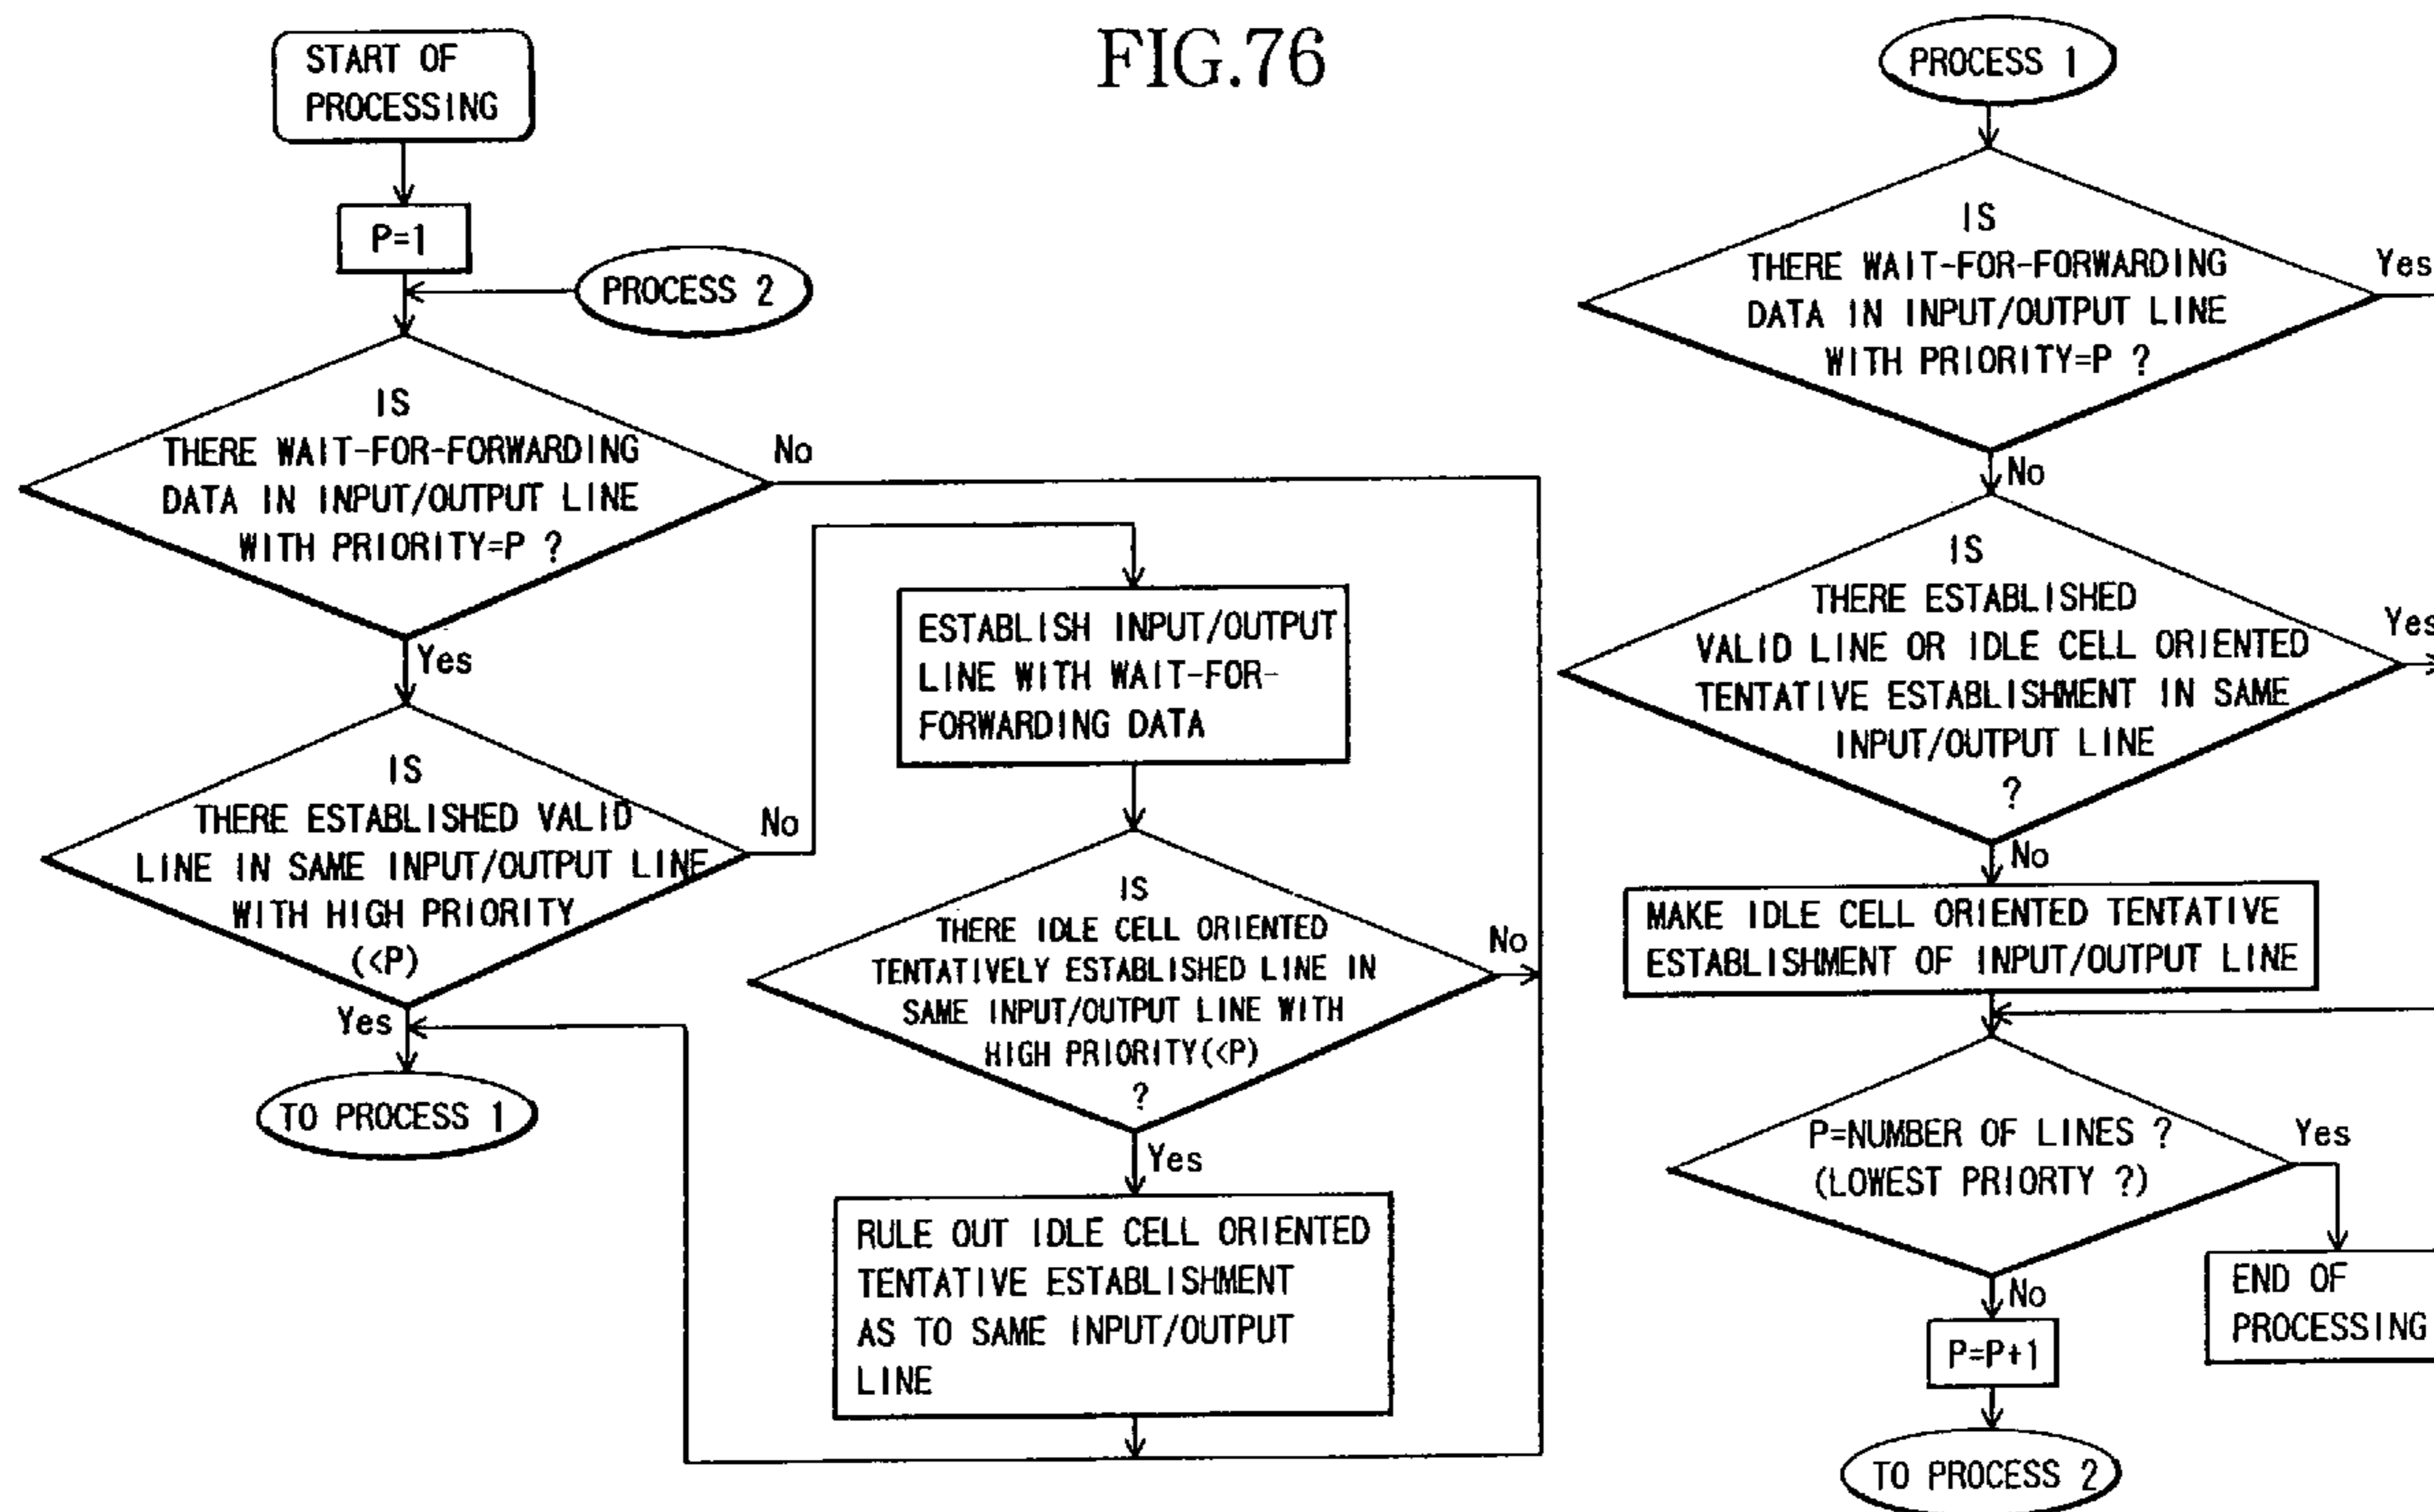 FIG.76
START OF
PROCESSING
P=1
PROCESS 2
IS
THERE WAIT-FOR-FORWARDING
DATA IN INPUT/OUTPUT LINE
WITH PRIORITY=P ?
No
Yes
IS
THERE ESTABLISHED VALID
LINE IN SAME INPUT/OUTPUT LINE
WITH HIGH PRIORITY
(<P)
No
Yes
TO PROCESS 1
ESTABLISH INPUT/OUTPUT
LINE WITH WAIT-FOR-
FORWARDING DATA
IS
THERE IDLE CELL ORIENTED
TENTATIVELY ESTABLISHED LINE IN
SAME INPUT/OUTPUT LINE WITH
HIGH PRIORITY(<P)
?
No
Yes
RULE OUT IDLE CELL ORIENTED
TENTATIVE ESTABLISHMENT
AS TO SAME INPUT/OUTPUT
LINE
PROCESS 1
IS
THERE WAIT-FOR-FORWARDING
DATA IN INPUT/OUTPUT LINE
WITH PRIORITY=P ?
Yes
No
IS
THERE ESTABLISHED
VALID LINE OR IDLE CELL ORIENTED
TENTATIVE ESTABLISHMENT IN SAME
INPUT/OUTPUT LINE
?
Yes
No
MAKE IDLE CELL ORIENTED TENTATIVE
ESTABLISHMENT OF INPUT/OUTPUT LINE
P=NUMBER OF LINES ?
(LOWEST PRIORTY ?)
Yes
No
END OF
PROCESSING
P=P+1
TO PROCESS 2